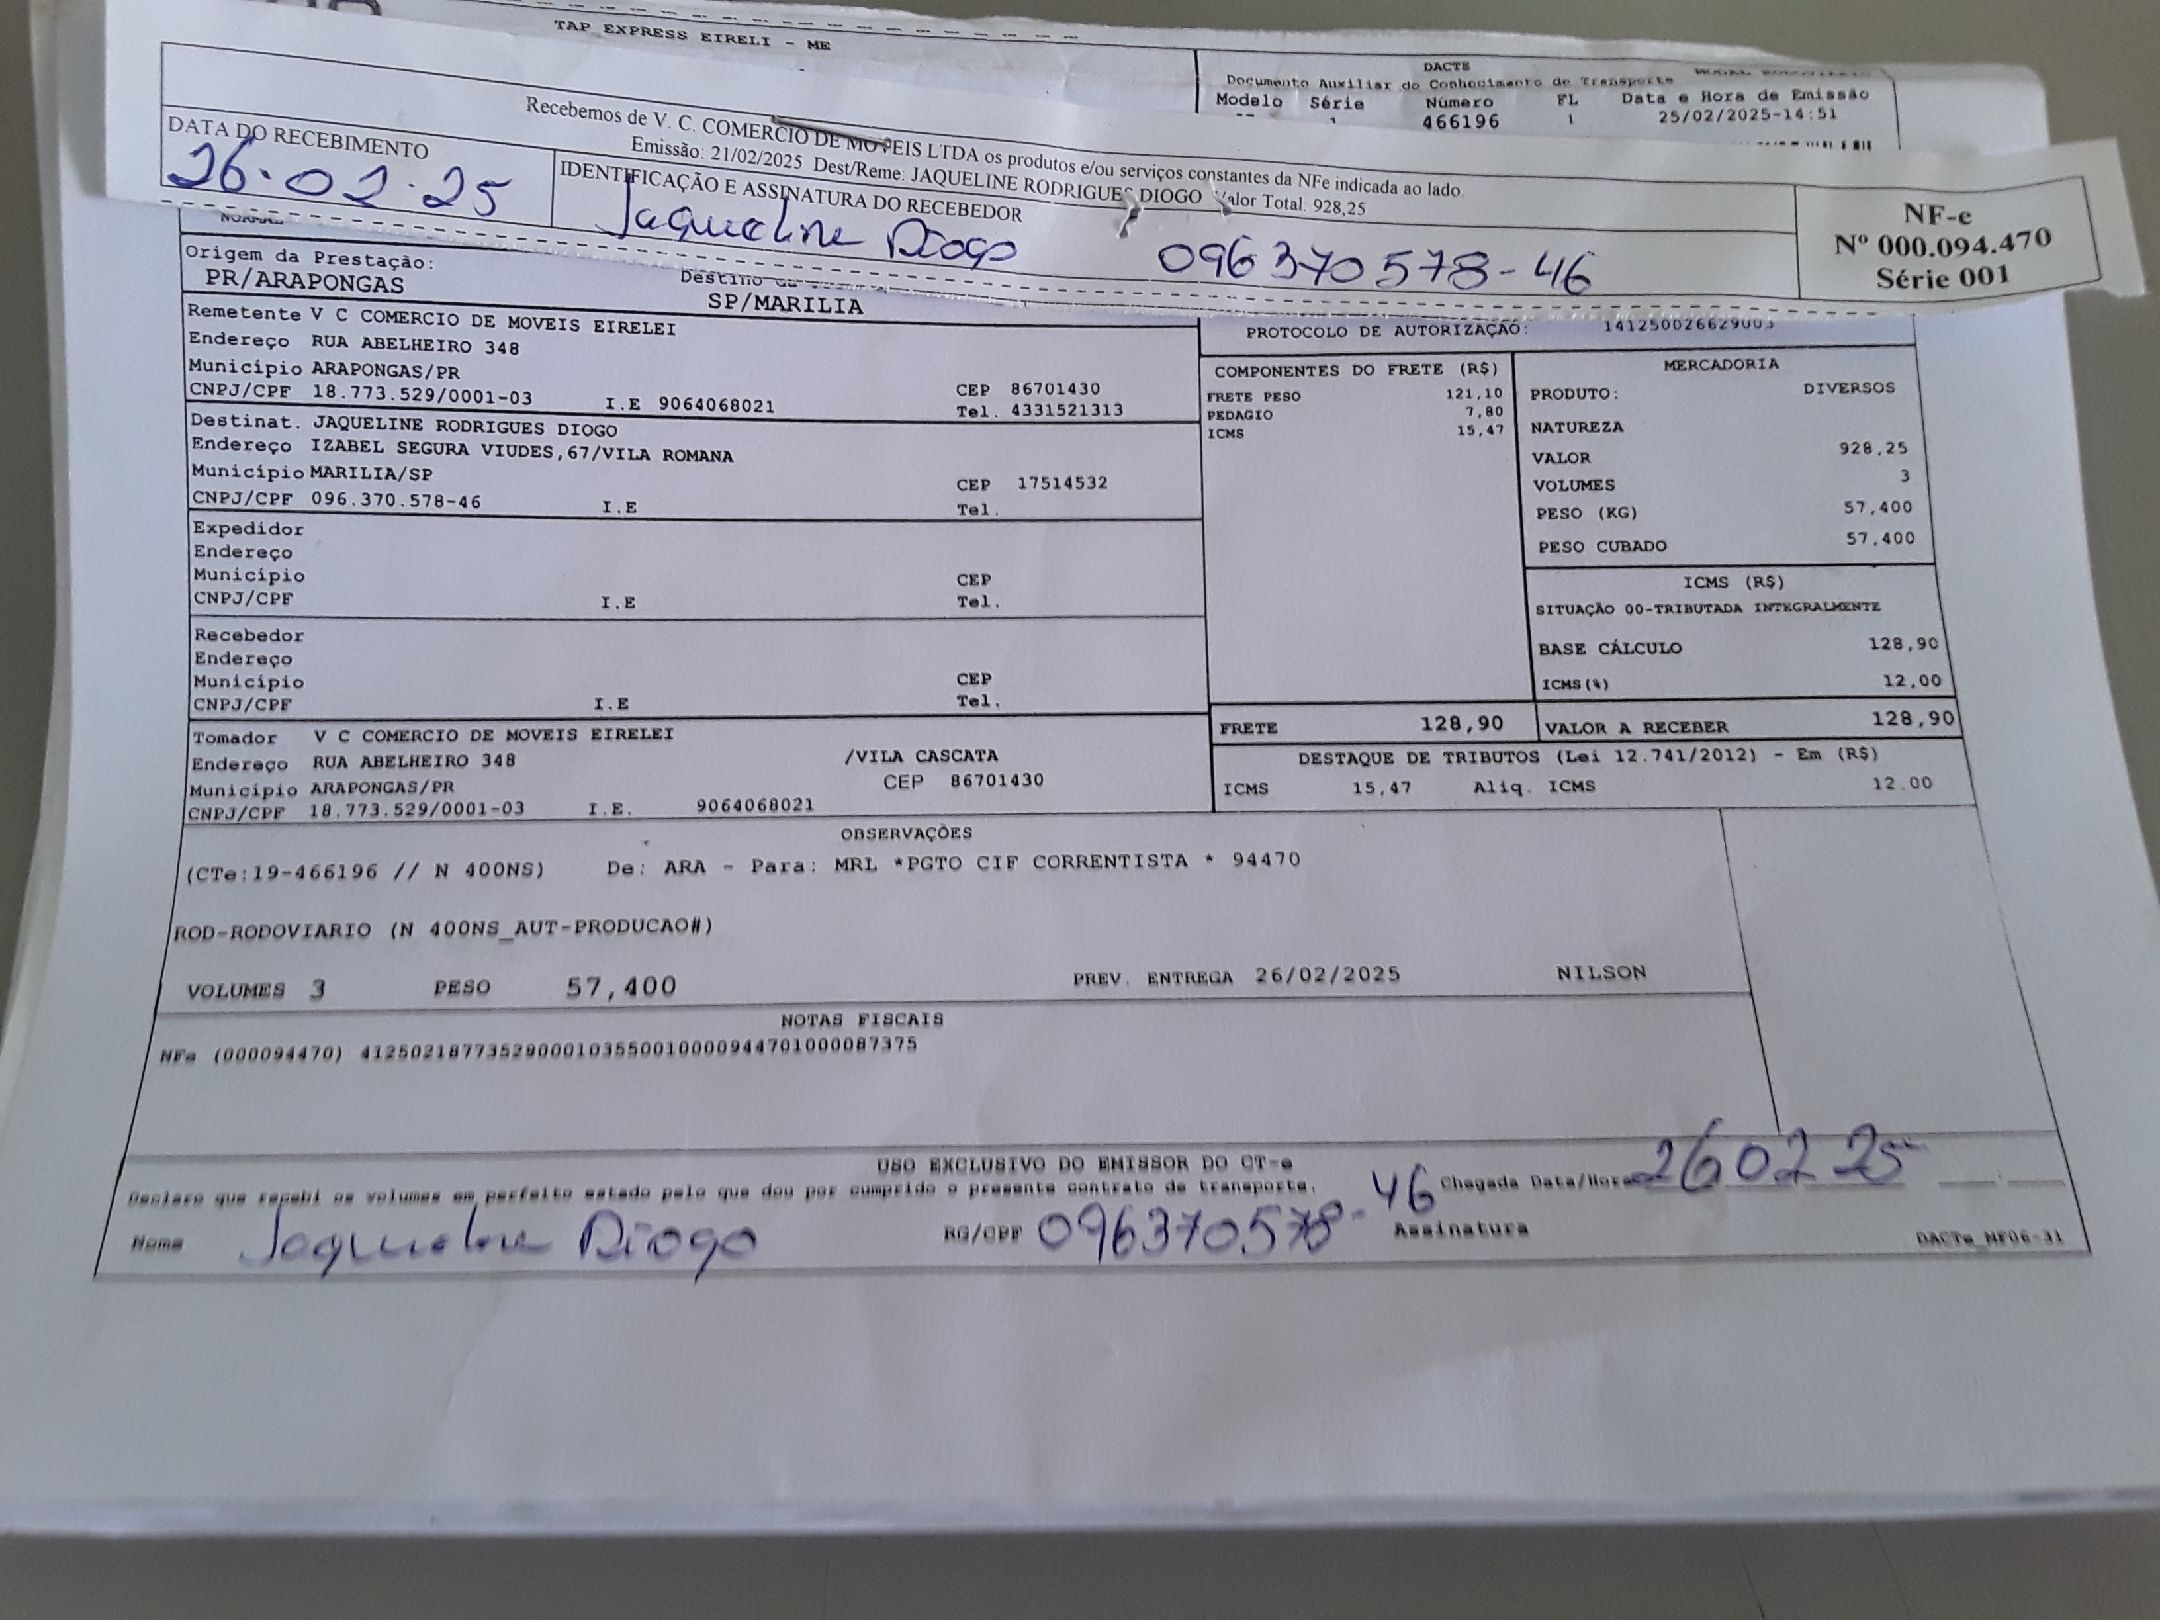 TAP EXPRESS EIRELI - ME
DACTE
Documento Auxiliar do Conhecimento de Transporte
Modelo Série Número FL Data e Hora de Emissão
1 466196 1 25/02/2025-14:51
Recebemos de V. C. COMERCIO DE MOVEIS LTDA os produtos e/ou serviços constantes da NFe indicada ao lado.
Emissão: 21/02/2025 Dest/Reme: JAQUELINE RODRIGUES DIOGO Valor Total: 928,25
DATA DO RECEBIMENTO
26.02.25
IDENTIFICAÇÃO E ASSINATURA DO RECEBEDOR
Jaqueline Diogo 096370578-46
NF-e
Nº 000.094.470
Série 001
NORMAL
Origem da Prestação:
PR/ARAPONGAS
Destino
SP/MARILIA
PROTOCOLO DE AUTORIZAÇÃO: 141250026629003
Remetente V C COMERCIO DE MOVEIS EIRELEI
Endereço RUA ABELHEIRO 348
Município ARAPONGAS/PR CEP 86701430
CNPJ/CPF 18.773.529/0001-03 I.E 9064068021 Tel. 4331521313
Destinat. JAQUELINE RODRIGUES DIOGO
Endereço IZABEL SEGURA VIUDES,67/VILA ROMANA
Município MARILIA/SP CEP 17514532
CNPJ/CPF 096.370.578-46 I.E Tel.
Expedidor
Endereço
Município CEP
CNPJ/CPF I.E Tel.
Recebedor
Endereço
Município CEP
CNPJ/CPF I.E Tel.
Tomador V C COMERCIO DE MOVEIS EIRELEI
Endereço RUA ABELHEIRO 348 /VILA CASCATA
Município ARAPONGAS/PR CEP 86701430
CNPJ/CPF 18.773.529/0001-03 I.E. 9064068021
COMPONENTES DO FRETE (R$)
FRETE PESO 121,10
PEDAGIO 7,80
ICMS 15,47
MERCADORIA
PRODUTO: DIVERSOS
NATUREZA
VALOR 928,25
VOLUMES 3
PESO (KG) 57,400
PESO CUBADO 57,400
ICMS (R$)
SITUAÇÃO 00-TRIBUTADA INTEGRALMENTE
BASE CÁLCULO 128,90
ICMS(%) 12,00
FRETE 128,90 VALOR A RECEBER 128,90
DESTAQUE DE TRIBUTOS (Lei 12.741/2012) - Em (R$)
ICMS 15,47 Aliq. ICMS 12.00
OBSERVAÇÕES
(CTe:19-466196 // N 400NS) De: ARA - Para: MRL *PGTO CIF CORRENTISTA * 94470
ROD-RODOVIARIO (N 400NS_AUT-PRODUCAO#)
VOLUMES 3 PESO 57,400 PREV. ENTREGA 26/02/2025 NILSON
NOTAS FISCAIS
NFe (000094470) 41250218773529000103550010000944701000087375
USO EXCLUSIVO DO EMISSOR DO CT-e
Declaro que recebi os volumes em perfeito estado pelo que dou por cumprido o presente contrato de transporte. Chegada Data/Hora 26 02 25
Nome Jaqueline Diogo RG/CPF 096370578-46 Assinatura
DACTe_NF06-31